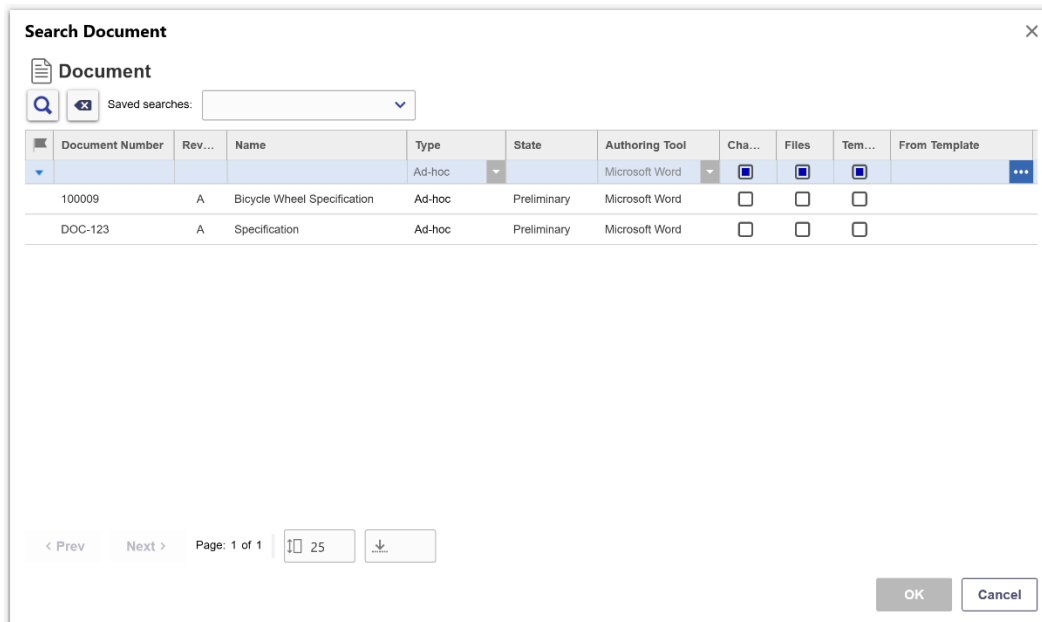 Search Document
Document
Saved searches:
Document Number Rev... Name Type State Authoring Tool Cha... Files Tem... From Template
Ad-hoc Microsoft Word
100009 A Bicycle Wheel Specification Ad-hoc Preliminary Microsoft Word
DOC-123 A Specification Ad-hoc Preliminary Microsoft Word
< Prev Next > Page: 1 of 1 25
OK Cancel